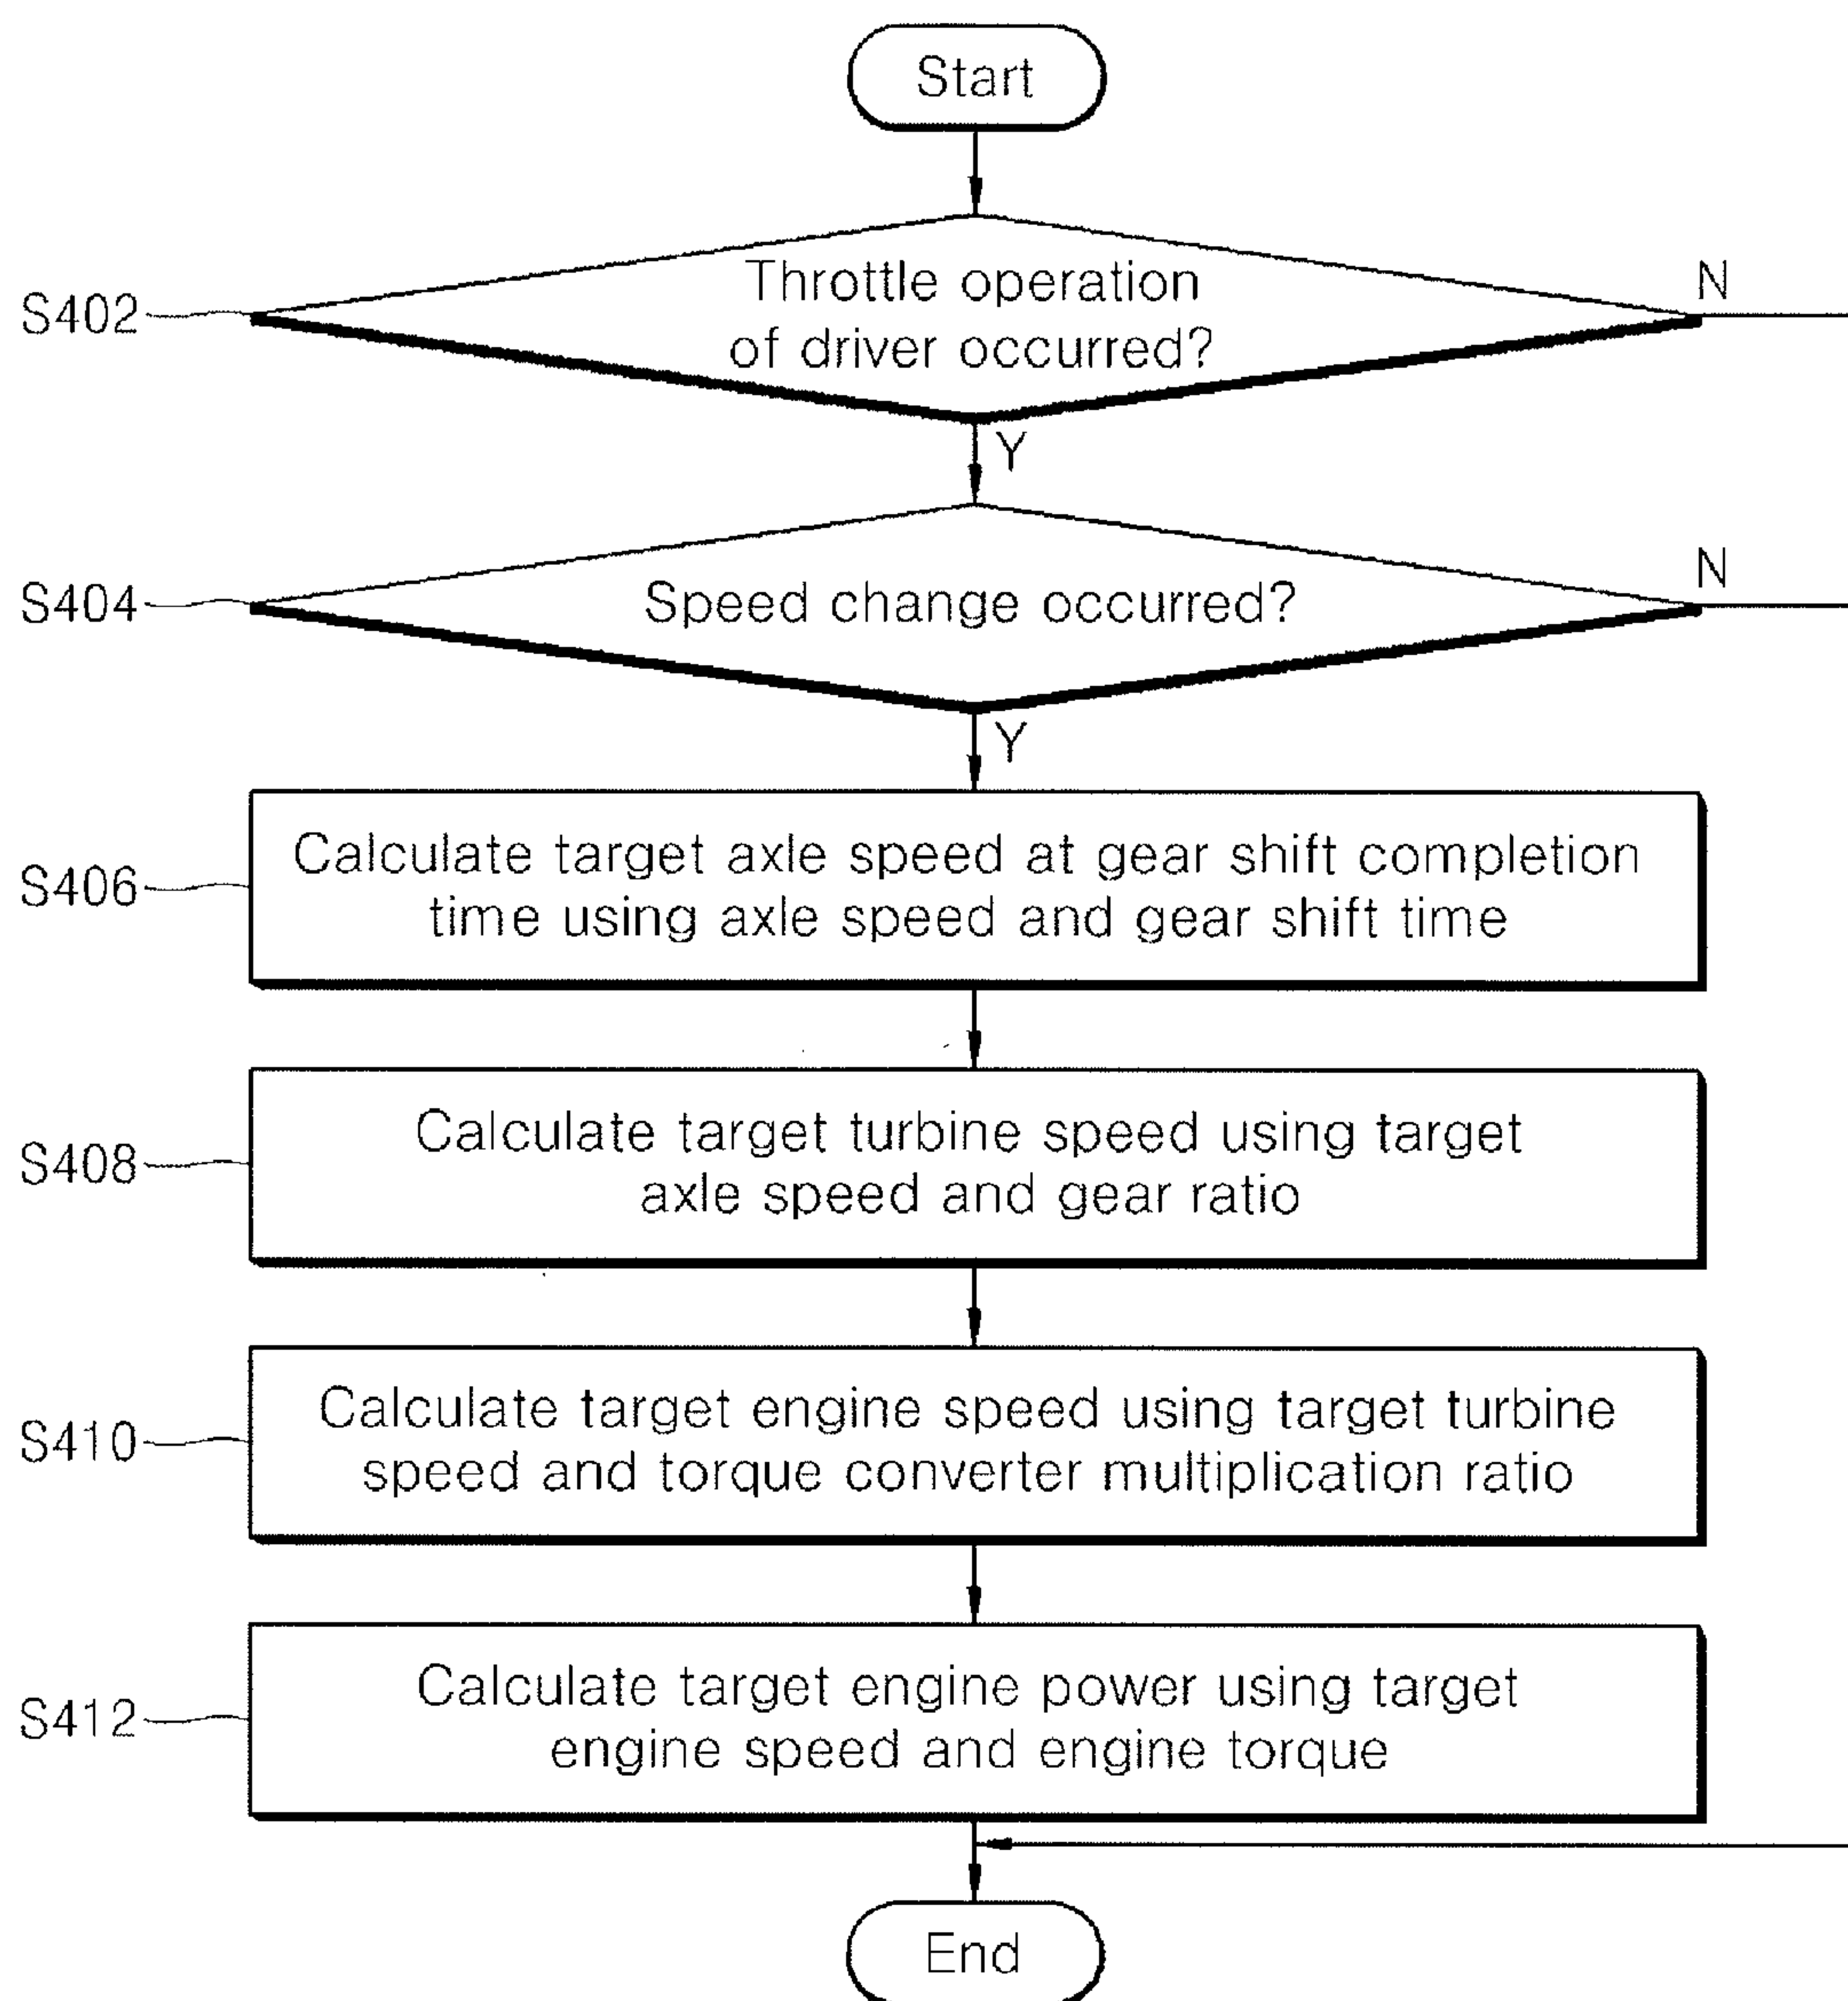 Start
Throttle operation
of driver occurred?
N
S402
Y
Speed change occurred?
N
S404
Y
Calculate target axle speed at gear shift completion
time using axle speed and gear shift time
S406
Calculate target turbine speed using target
axle speed and gear ratio
S408
Calculate target engine speed using target turbine
speed and torque converter multiplication ratio
S410
Calculate target engine power using target
engine speed and engine torque
S412
End